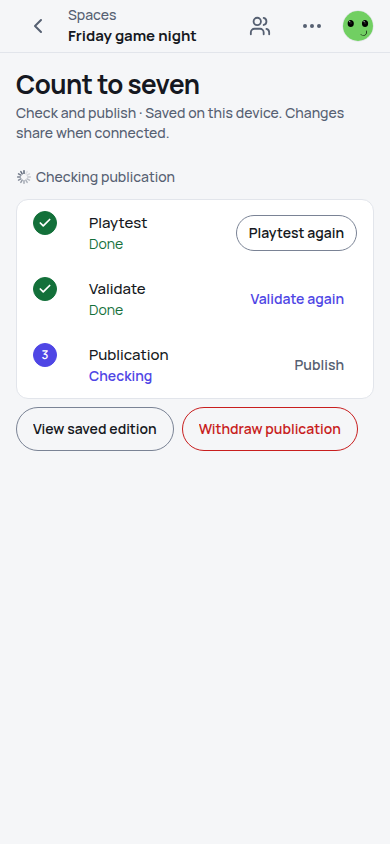 Spaces
Friday game night
Count to seven
Check and publish · Saved on this device. Changes
share when connected.
Checking publication
Playtest
Done
Playtest again
Validate
Done
Validate again
3
Publication
Checking
Publish
View saved edition
Withdraw publication